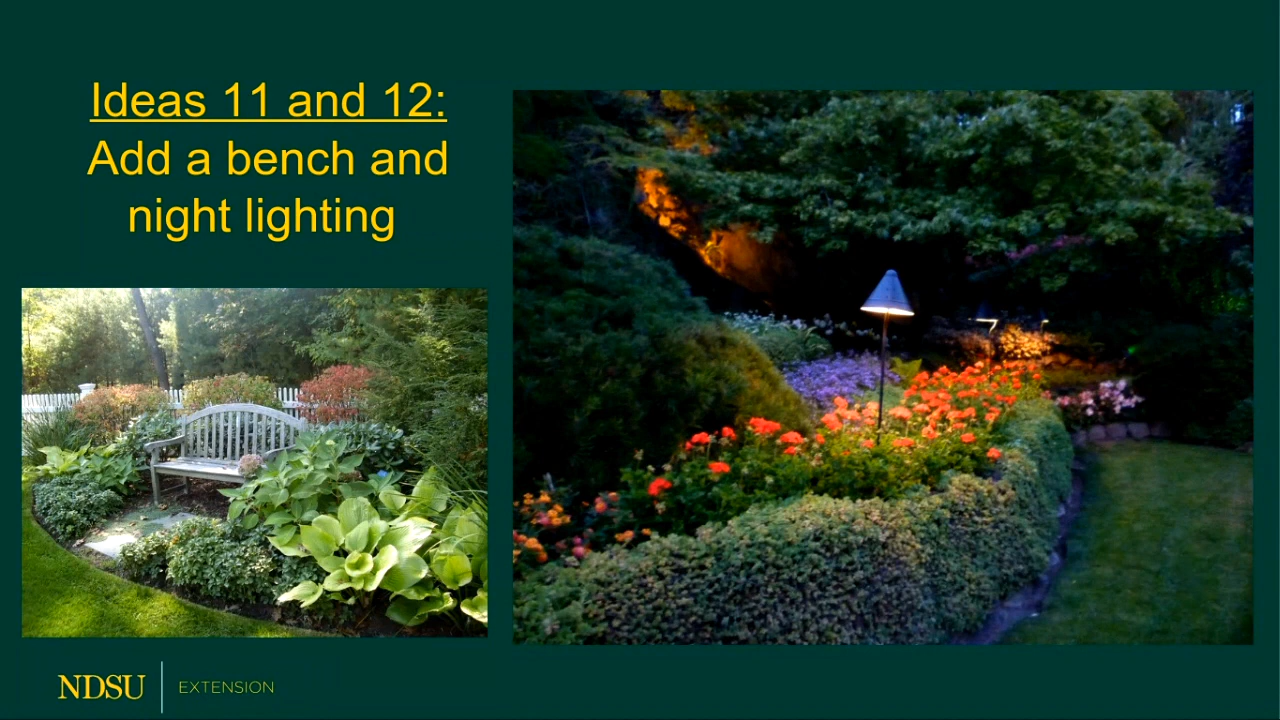 Ideas 11 and 12:
Add a bench and
night lighting
NDSU
EXTENSION